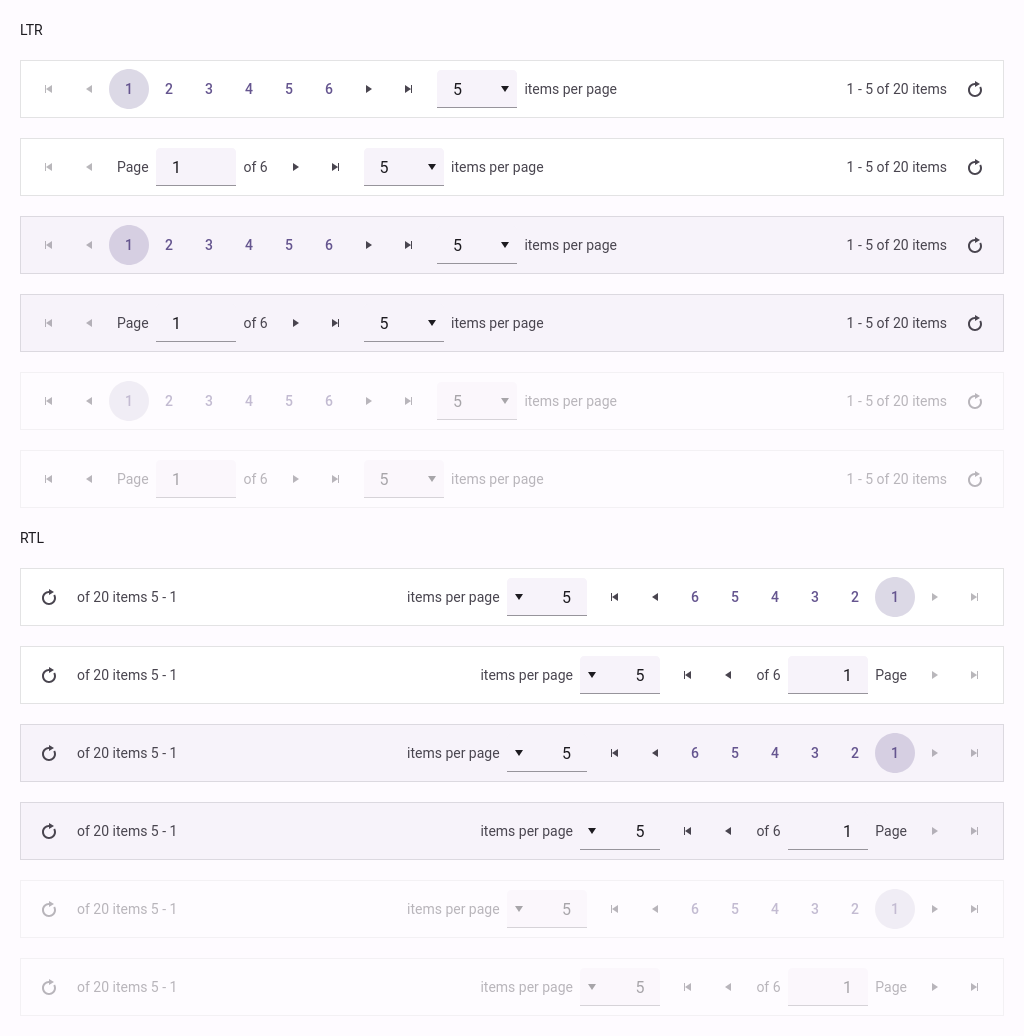 LTR
1 2 3 4 5 6 5 items per page 1 - 5 of 20 items
Page 1 of 6 5 items per page 1 - 5 of 20 items
1 2 3 4 5 6 5 items per page 1 - 5 of 20 items
Page 1 of 6 5 items per page 1 - 5 of 20 items
1 2 3 4 5 6 5 items per page 1 - 5 of 20 items
Page 1 of 6 5 items per page 1 - 5 of 20 items
RTL
of 20 items 5 - 1 items per page 5 6 5 4 3 2 1
of 20 items 5 - 1 items per page 5 of 6 1 Page
of 20 items 5 - 1 items per page 5 6 5 4 3 2 1
of 20 items 5 - 1 items per page 5 of 6 1 Page
of 20 items 5 - 1 items per page 5 6 5 4 3 2 1
of 20 items 5 - 1 items per page 5 of 6 1 Page